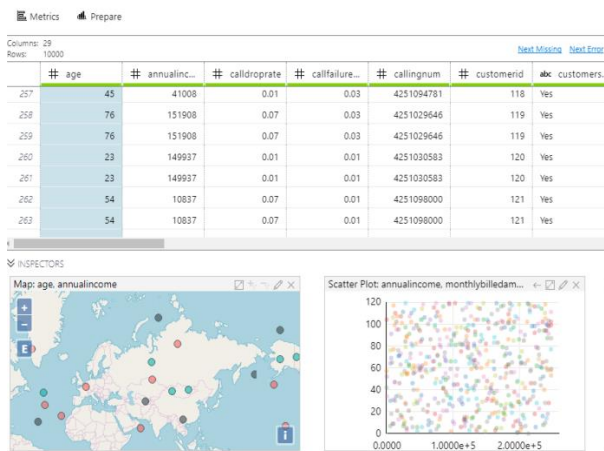 Metrics Prepare
Columns: 29
Rows: 10000
Next Missing Next Error
# age # annualinc... # calldroprate # callfailure... # callingnum # customerid abc customers.
257 45 41008 0.01 0.03 4251094781 118 Yes
258 76 151908 0.07 0.03 4251029646 119 Yes
259 76 151908 0.07 0.03 4251029646 119 Yes
260 23 149937 0.01 0.01 4251030583 120 Yes
261 23 149937 0.01 0.01 4251030583 120 Yes
262 54 10837 0.07 0.01 4251098000 121 Yes
263 54 10837 0.07 0.01 4251098000 121 Yes
INSPECTORS
Map: age, annualincome
+
−
E
i
Scatter Plot: annualincome, monthlybilledam...
120
100
80
60
40
20
0
0.0000 1.0000e+5 2.0000e+5